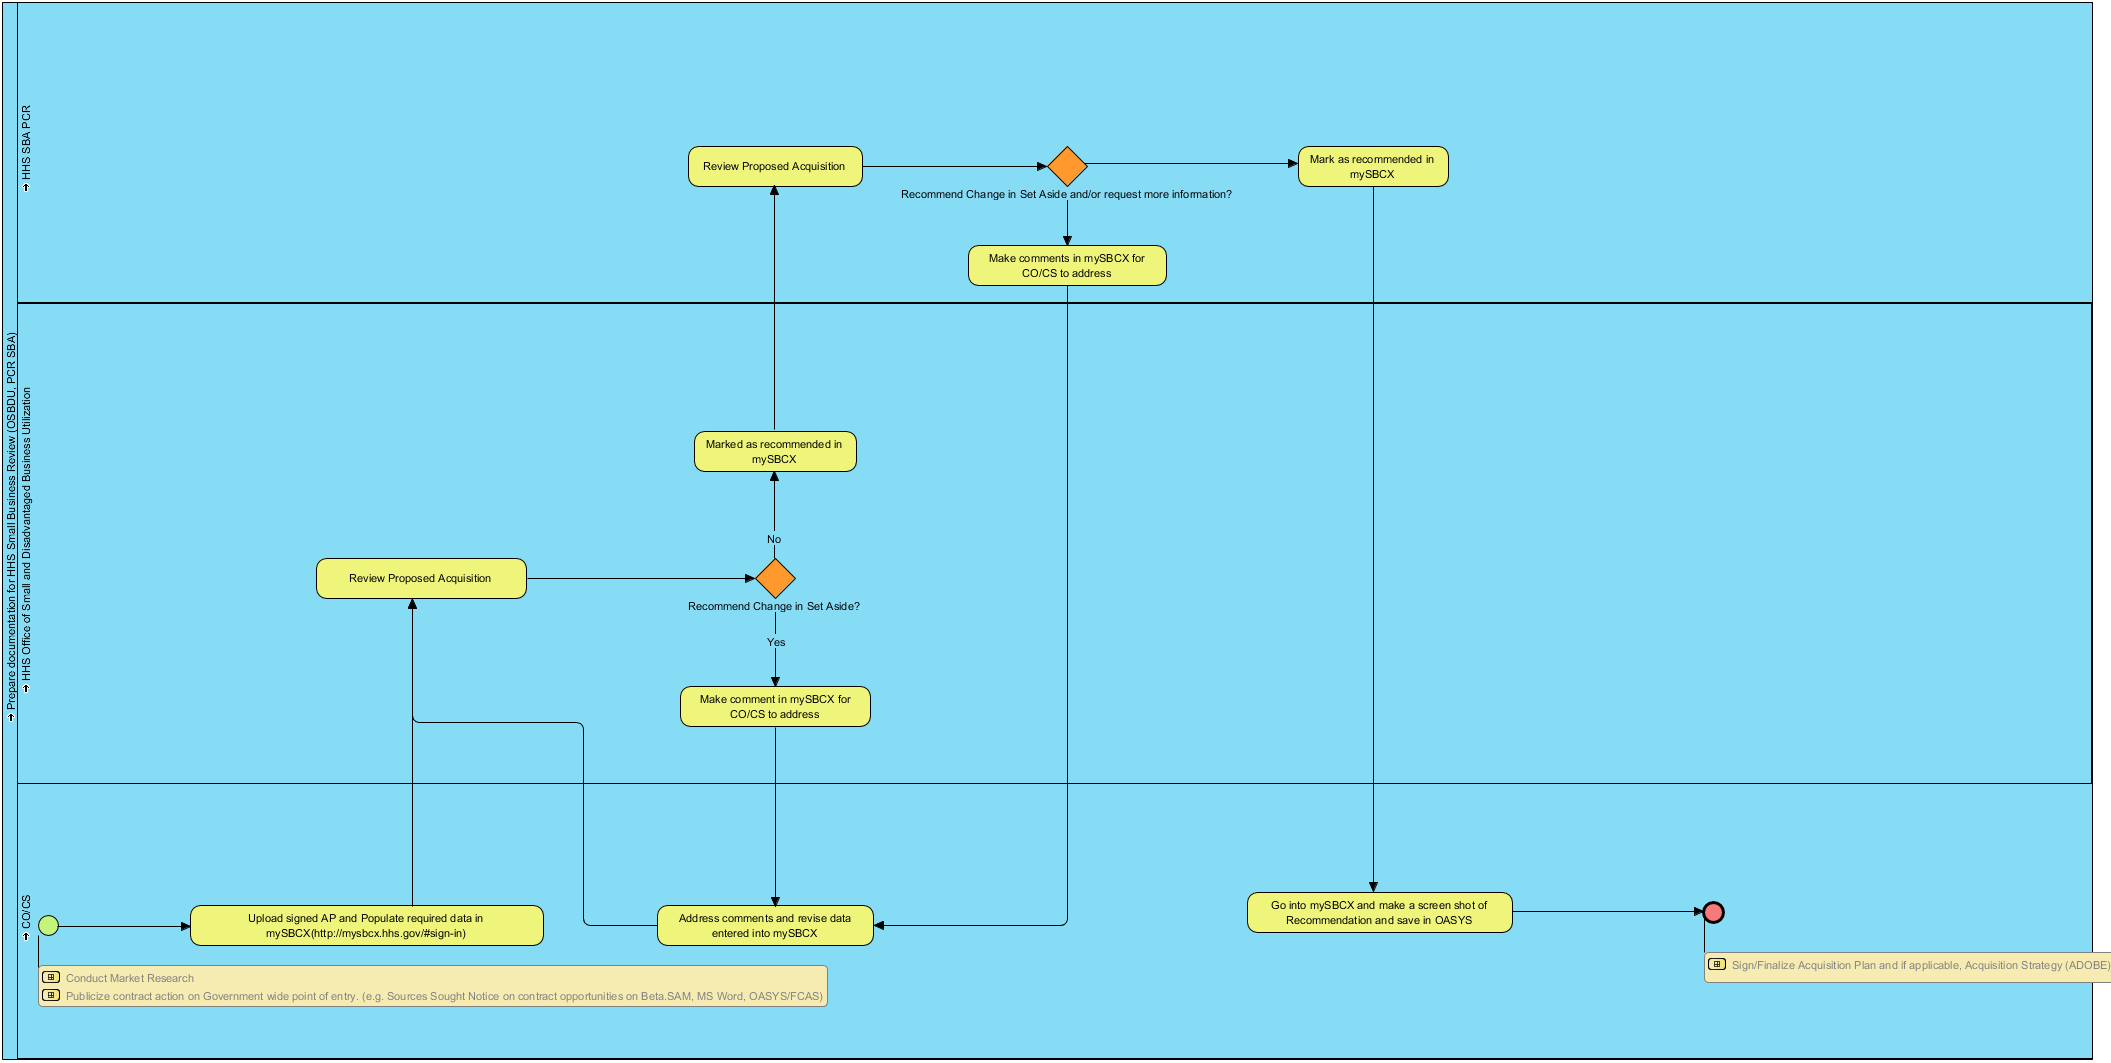 Prepare documentation for HHS Small Business Review (OSBDU, PCR SBA)
HHS SBA PCR
Review Proposed Acquisition
Recommend Change in Set Aside and/or request more information?
Mark as recommended in
mySBCX
Make comments in mySBCX for
CO/CS to address
HHS Office of Small and Disadvantaged Business Utilization
Marked as recommended in
mySBCX
No
Review Proposed Acquisition
Recommend Change in Set Aside?
Yes
Make comment in mySBCX for
CO/CS to address
CO/CS
Upload signed AP and Populate required data in
mySBCX(http://mysbcx.hhs.gov/#sign-in)
Address comments and revise data
entered into mySBCX
Go into mySBCX and make a screen shot of
Recommendation and save in OASYS
Conduct Market Research
Publicize contract action on Government wide point of entry. (e.g. Sources Sought Notice on contract opportunities on Beta.SAM, MS Word, OASYS/FCAS)
Sign/Finalize Acquisition Plan and if applicable, Acquisition Strategy (ADOBE)